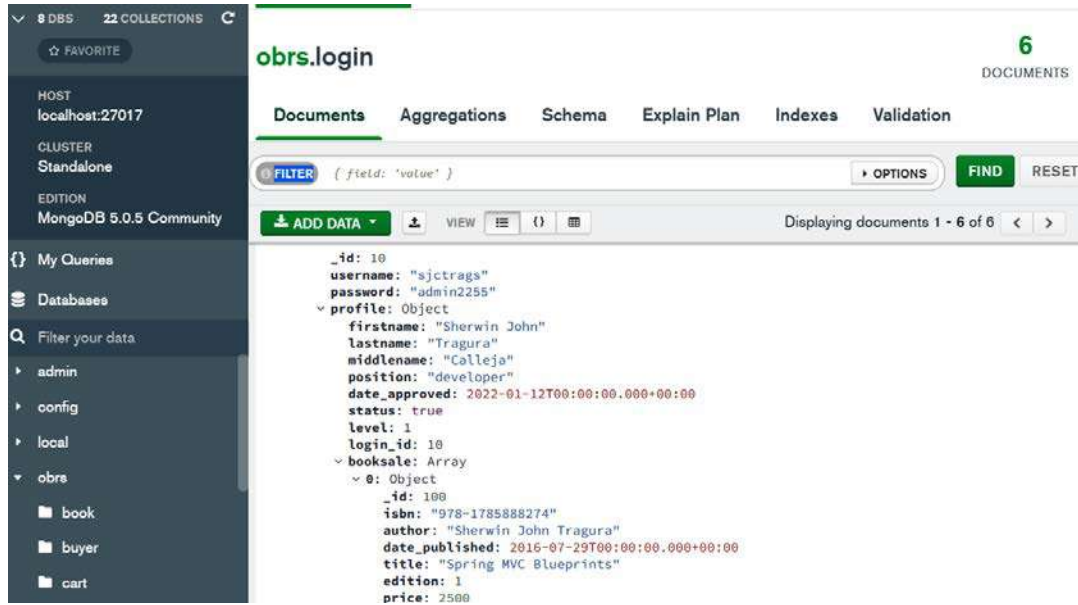 8 DBS 22 COLLECTIONS
FAVORITE
HOST
localhost:27017
CLUSTER
Standalone
EDITION
MongoDB 5.0.5 Community
{} My Queries
Databases
Filter your data
admin
config
local
obrs
book
buyer
cart
obrs.login
6
DOCUMENTS
Documents Aggregations Schema Explain Plan Indexes Validation
FILTER { field: 'value' } OPTIONS FIND RESET
ADD DATA VIEW {} Displaying documents 1 - 6 of 6 < >
_id: 10
username: "sjctrags"
password: "admin2255"
profile: Object
firstname: "Sherwin John"
lastname: "Tragura"
middlename: "Calleja"
position: "developer"
date_approved: 2022-01-12T00:00:00.000+00:00
status: true
level: 1
login_id: 10
booksale: Array
0: Object
_id: 100
isbn: "978-1785888274"
author: "Sherwin John Tragura"
date_published: 2016-07-29T00:00:00.000+00:00
title: "Spring MVC Blueprints"
edition: 1
price: 2500